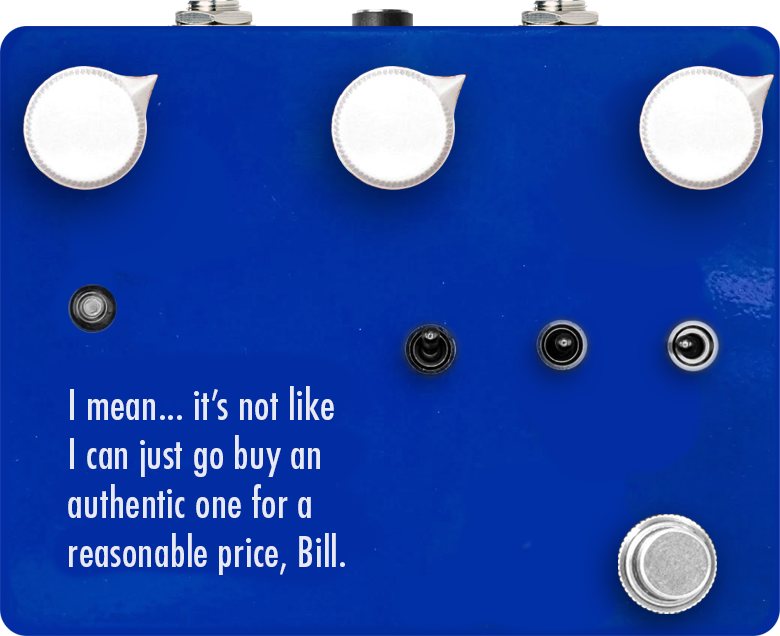 I mean... it's not like
I can just go buy an
authentic one for a
reasonable price, Bill.